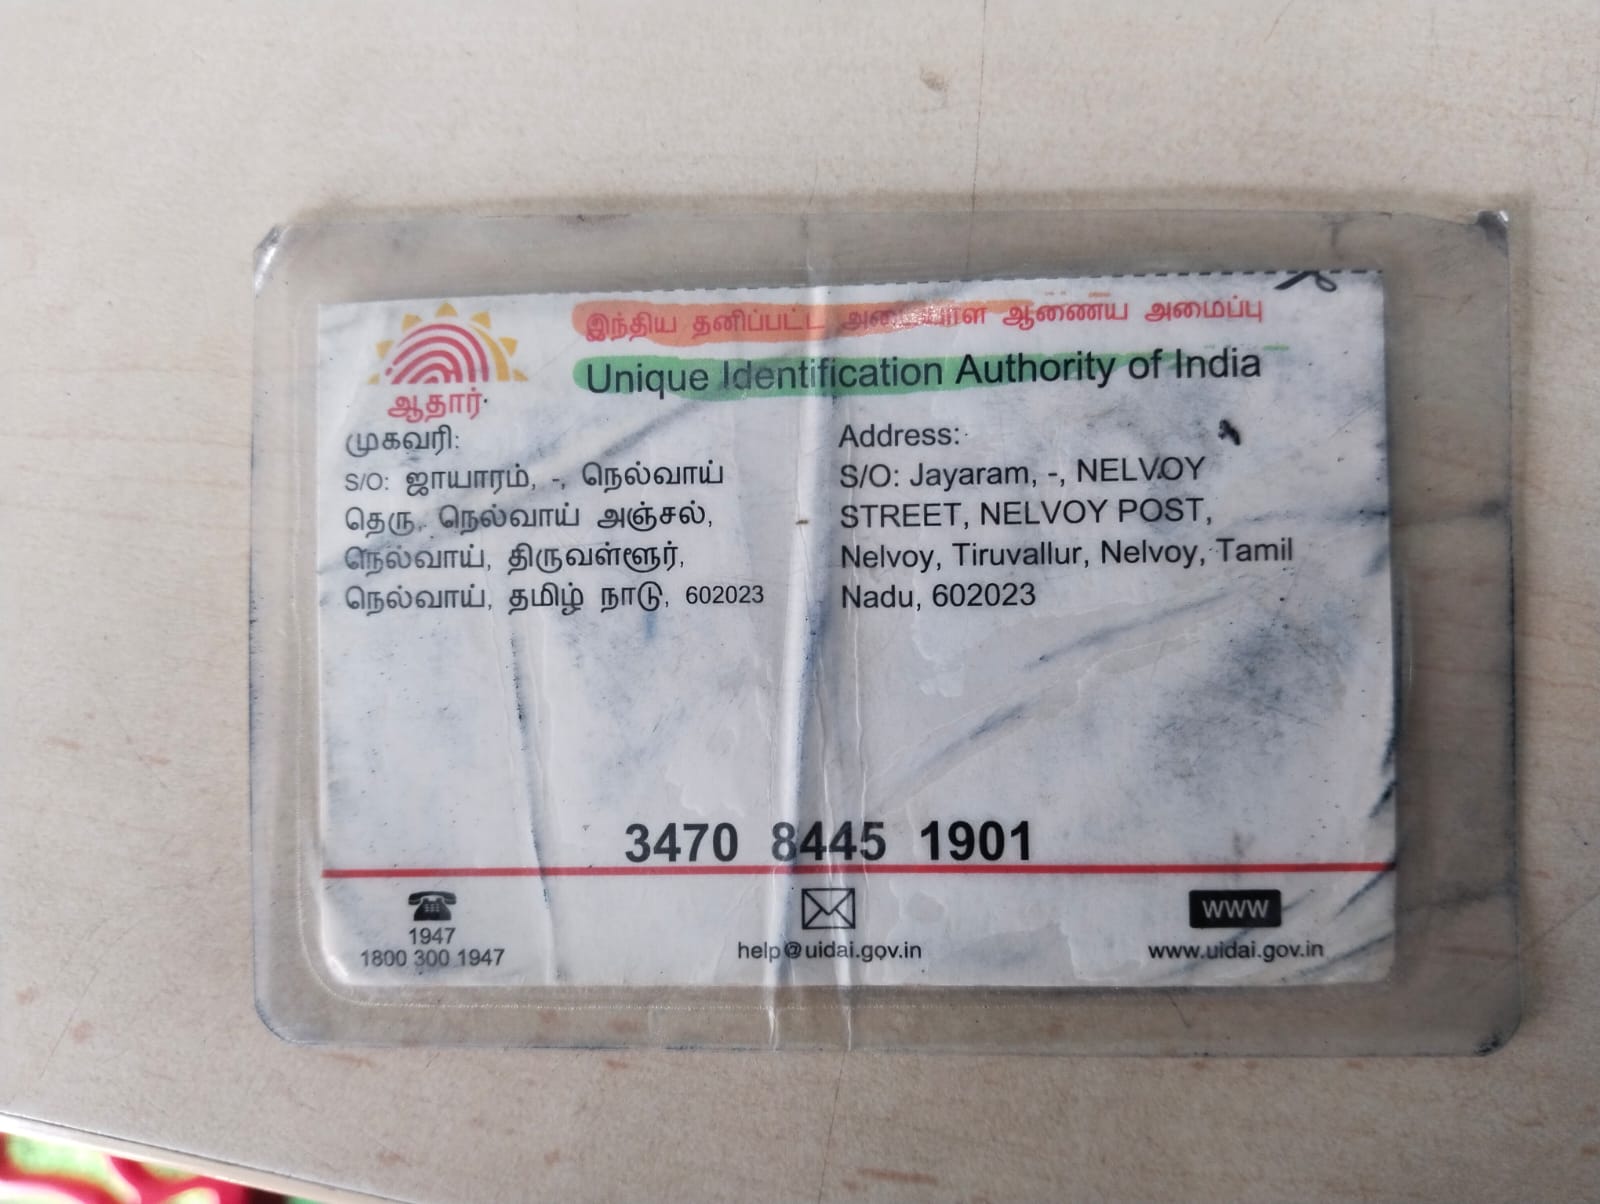 இந்திய தனிப்பட்ட அடையாள ஆணைய அமைப்பு
Unique Identification Authority of India
ஆதார்
முகவரி:
S/O: ஜாயாரம், -, நெல்வாய்
தெரு, நெல்வாய் அஞ்சல்,
நெல்வாய், திருவள்ளூர்,
நெல்வாய், தமிழ் நாடு, 602023
Address:
S/O: Jayaram, -, NELVOY
STREET, NELVOY POST,
Nelvoy, Tiruvallur, Nelvoy, Tamil
Nadu, 602023
3470 8445 1901
1947
1800 300 1947
help@uidai.gov.in
www
www.uidai.gov.in